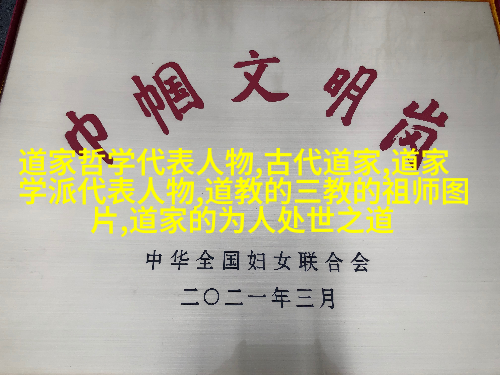 巾帼文明岗
道家哲学代表人物,古代道家,道家
学派代表人物,道教的三教的祖师图
片,道家的为人处世之道
中华全国妇女联合会
二〇二一年三月